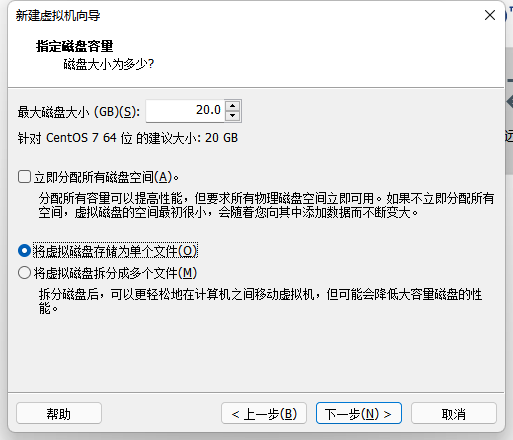 新建虚拟机向导
指定磁盘容量
磁盘大小为多少?
最大磁盘大小 (GB)(S):
20.0
针对 CentOS 7 64 位 的建议大小: 20 GB
立即分配所有磁盘空间(A)。
分配所有容量可以提高性能，但要求所有物理磁盘空间立即可用。如果不立即分配所有
空间，虚拟磁盘的空间最初很小，会随着您向其中添加数据而不断变大。
将虚拟磁盘存储为单个文件(O)
将虚拟磁盘拆分成多个文件(M)
拆分磁盘后，可以更轻松地在计算机之间移动虚拟机，但可能会降低大容量磁盘的性
能。
帮助
< 上一步(B)
下一步(N) >
取消